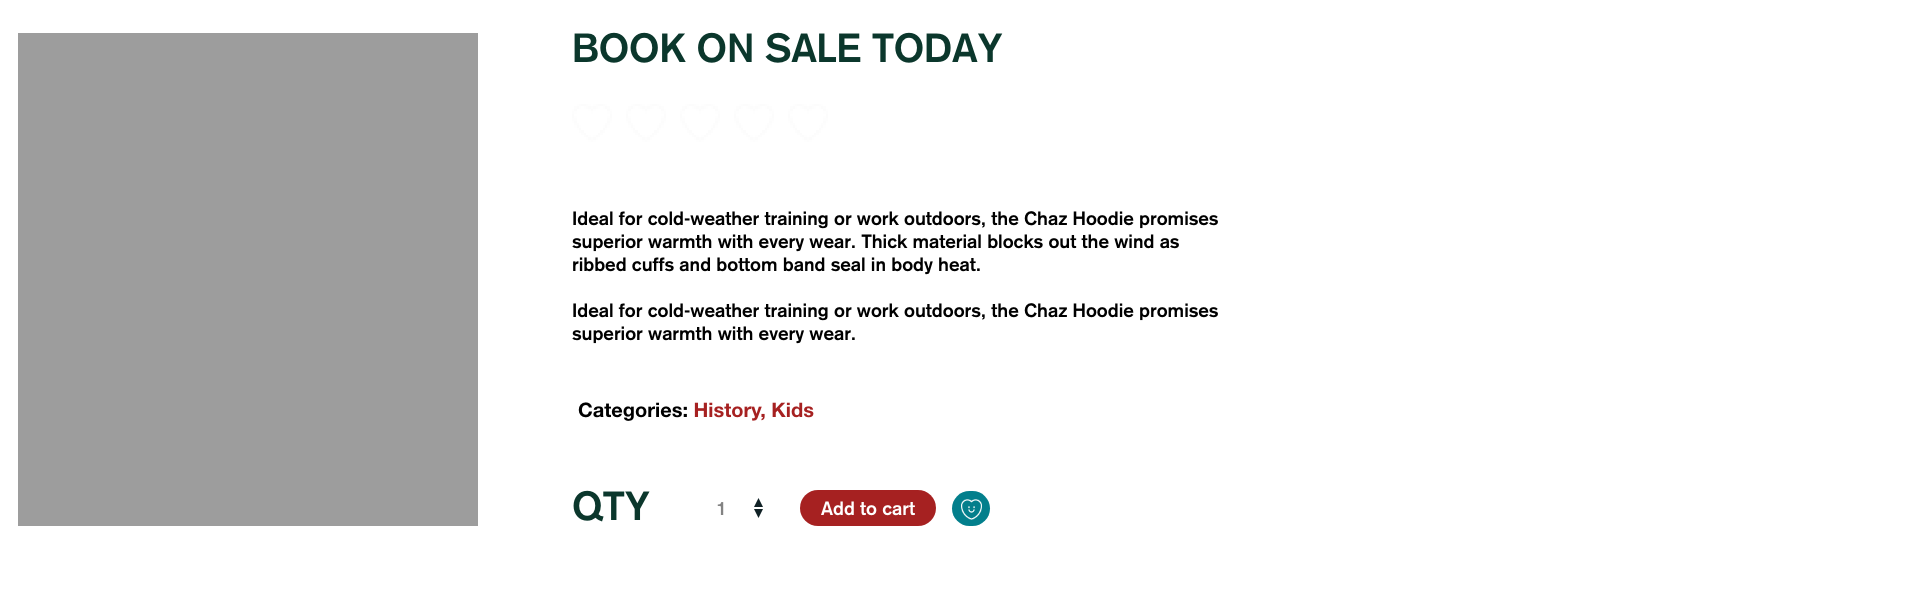 BOOK ON SALE TODAY
Ideal for cold-weather training or work outdoors, the Chaz Hoodie promises
superior warmth with every wear. Thick material blocks out the wind as
ribbed cuffs and bottom band seal in body heat.
Ideal for cold-weather training or work outdoors, the Chaz Hoodie promises
superior warmth with every wear.
Categories: History, Kids
QTY 1 Add to cart